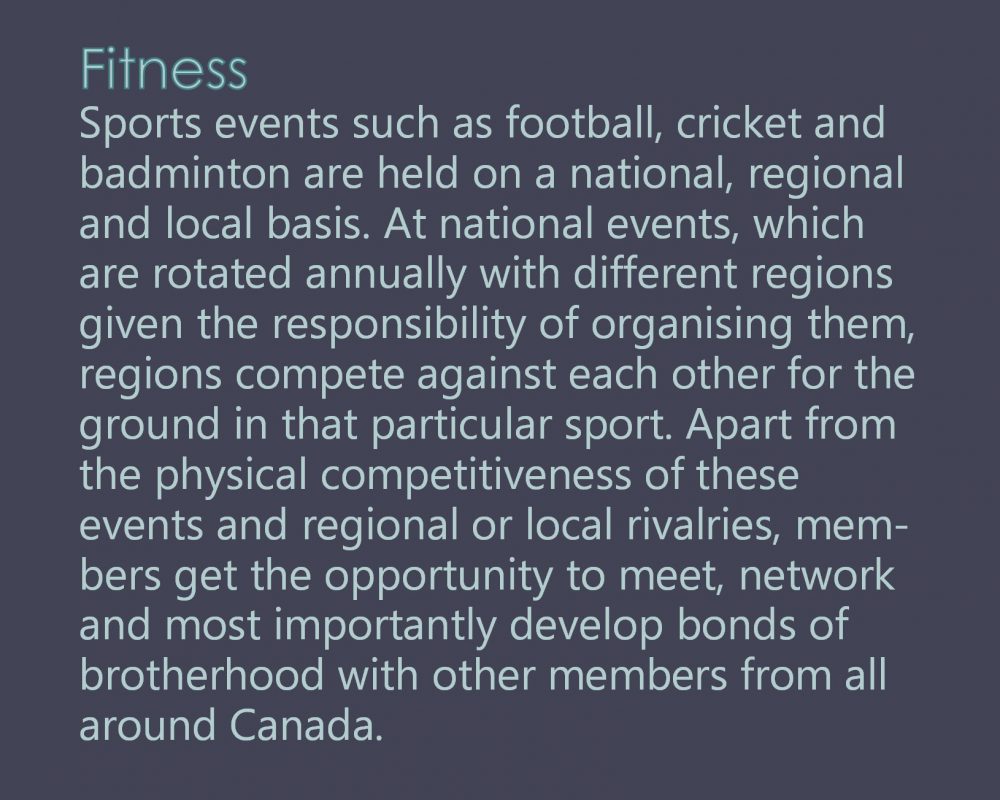 Fitness
Sports events such as football, cricket and
badminton are held on a national, regional
and local basis. At national events, which
are rotated annually with different regions
given the responsibility of organising them,
regions compete against each other for the
ground in that particular sport. Apart from
the physical competitiveness of these
events and regional or local rivalries, mem-
bers get the opportunity to meet, network
and most importantly develop bonds of
brotherhood with other members from all
around Canada.